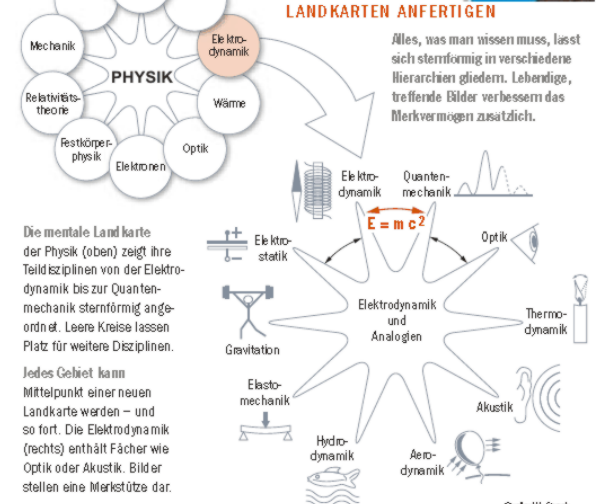 LANDKARTEN ANFERTIGEN
Alles, was man wissen muss, lässt
sich sternförmig in verschiedene
Hierarchien gliedern. Lebendige,
treffende Bilder verbessern das
Merkvermögen zusätzlich.
Mechanik
Elektro-
dynamik
PHYSIK
Relativitäts-
theorie
Wärme
Festkörper-
physik
Elektronen
Optik
Die mentale Landkarte
der Physik (oben) zeigt ihre
Teildisziplinen von der Elektro-
dynamik bis zur Quanten-
mechanik sternförmig ange-
ordnet. Leere Kreise lassen
Platz für weitere Disziplinen.
Jedes Gebiet kann
Mittelpunkt einer neuen
Landkarte werden – und
so fort. Die Elektrodynamik
(rechts) enthält Fächer wie
Optik oder Akustik. Bilder
stellen eine Merkstütze dar.
Elektro-
dynamik
Quanten-
mechanik
E = m c²
Elektro-
statik
Optik
Elektrodynamik
und
Analogien
Thermo-
dynamik
Gravitation
Elasto-
mechanik
Akustik
Hydro-
dynamik
Aero-
dynamik